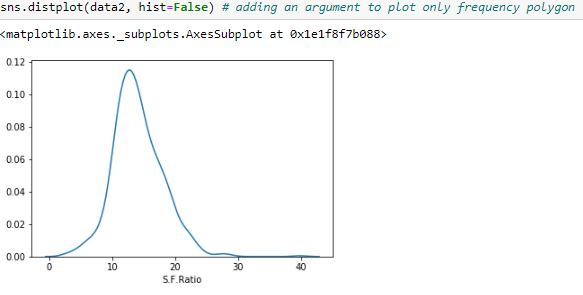 sns.distplot(data2, hist=False) # adding an argument to plot only frequency polygon
<matplotlib.axes._subplots.AxesSubplot at 0x1e1f8f7b088>
0.12
0.10
0.08
0.06
0.04
0.02
0.00
0 10 20 30 40
S.F.Ratio